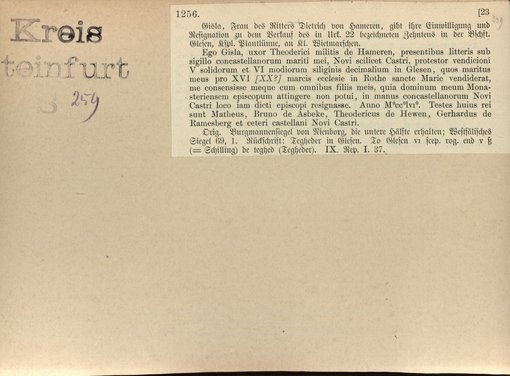 Kreis
teinfurt
S 259
1256. [23
Gisla, Frau des Ritters Dietrich von Hameren, gibt ihre Einwilligung und
Resignation zu dem Verkauf des in Urk. 22 bezeichneten Zehntens in der Bschft.
Glesen, Kspl. Plantlünne, an Kl. Wietmarschen.
Ego Gisla, uxor Theoderici militis de Hameren, presentibus litteris sub
sigillo concastellanorum mariti mei, Novi scilicet Castri, protestor vendicioni
V solidorum et VI modiorum siliginis decimalium in Glesen, quos maritus
meus pro XVI [XX?] marcis ecclesie in Rothe sancte Marie vendiderat,
me consensisse meque cum omnibus filiis meis, quia dominum meum Mona-
steriensem episcopum attingere non potui, in manus concastellanorum Novi
Castri loco iam dicti episcopi resignasse. Anno M°cc°lvi°. Testes huius rei
sunt Matheus, Bruno de Asbeke, Theodericus de Hewen, Gerhardus de
Ramesberg et ceteri castellani Novi Castri.
Orig. Burgmannensiegel von Nienborg, die untere Hälfte erhalten; Westfälisches
Siegel 69, 1. Rückschrift: Tegheder in Glesen. To Glesen vi scep. rog. end v ß
(= Schilling) de teghed (Tegheder). IX. Rep. I. 37.